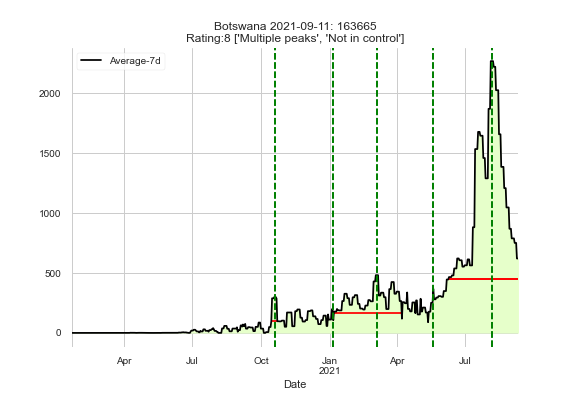 Botswana 2021-09-11: 163665
Rating:8 ['Multiple peaks', 'Not in control']
Average-7d
2000
1500
1000
500
0
Apr Jul Oct Jan Apr Jul
2021
Date